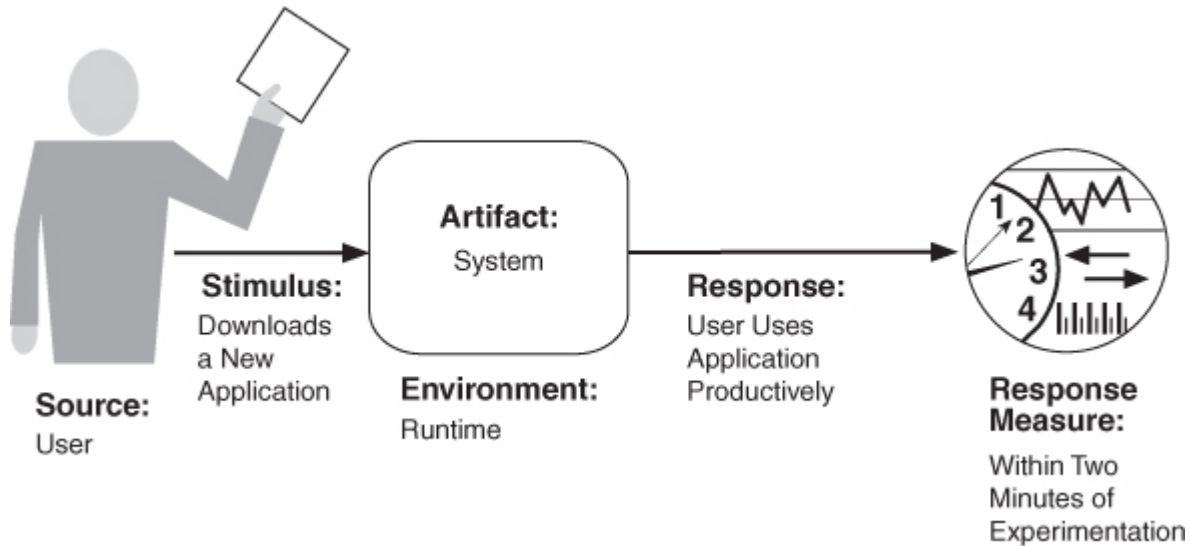 Source:
User
Stimulus:
Downloads
a New
Application
Artifact:
System
Environment:
Runtime
Response:
User Uses
Application
Productively
1
2
3
4
Response
Measure:
Within Two
Minutes of
Experimentation